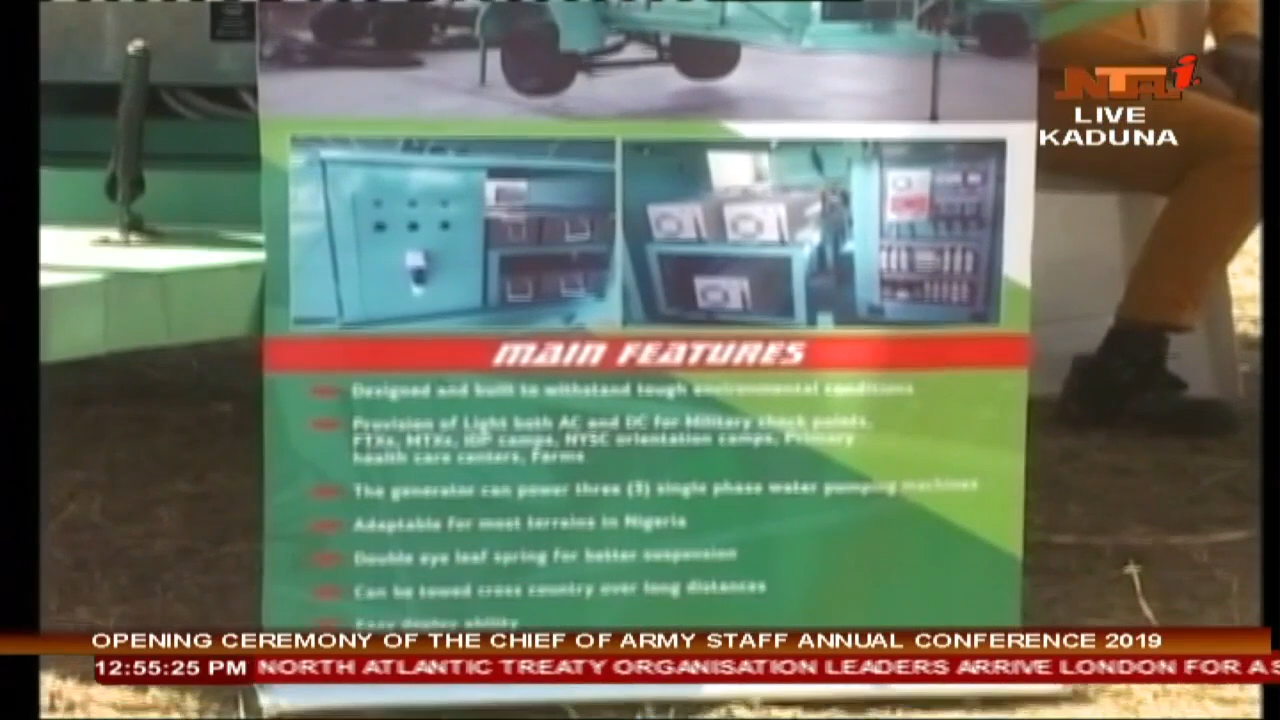 NTA i
LIVE
KADUNA
MAIN FEATURES
Designed and built to withstand tough environmental conditions
Provision of Light both AC and DC for Military check points,
FTXs, MTXs, IDP camps, NYSC orientation camps, Primary
health care centers, Farms
The generator can power three (3) single phase water pumping machines
Adaptable for most terrains in Nigeria
Double eye leaf spring for better suspension
Can be towed cross country over long distances
Easy deploy ability
OPENING CEREMONY OF THE CHIEF OF ARMY STAFF ANNUAL CONFERENCE 2019
12:55:25 PM NORTH ATLANTIC TREATY ORGANISATION LEADERS ARRIVE LONDON FOR A S